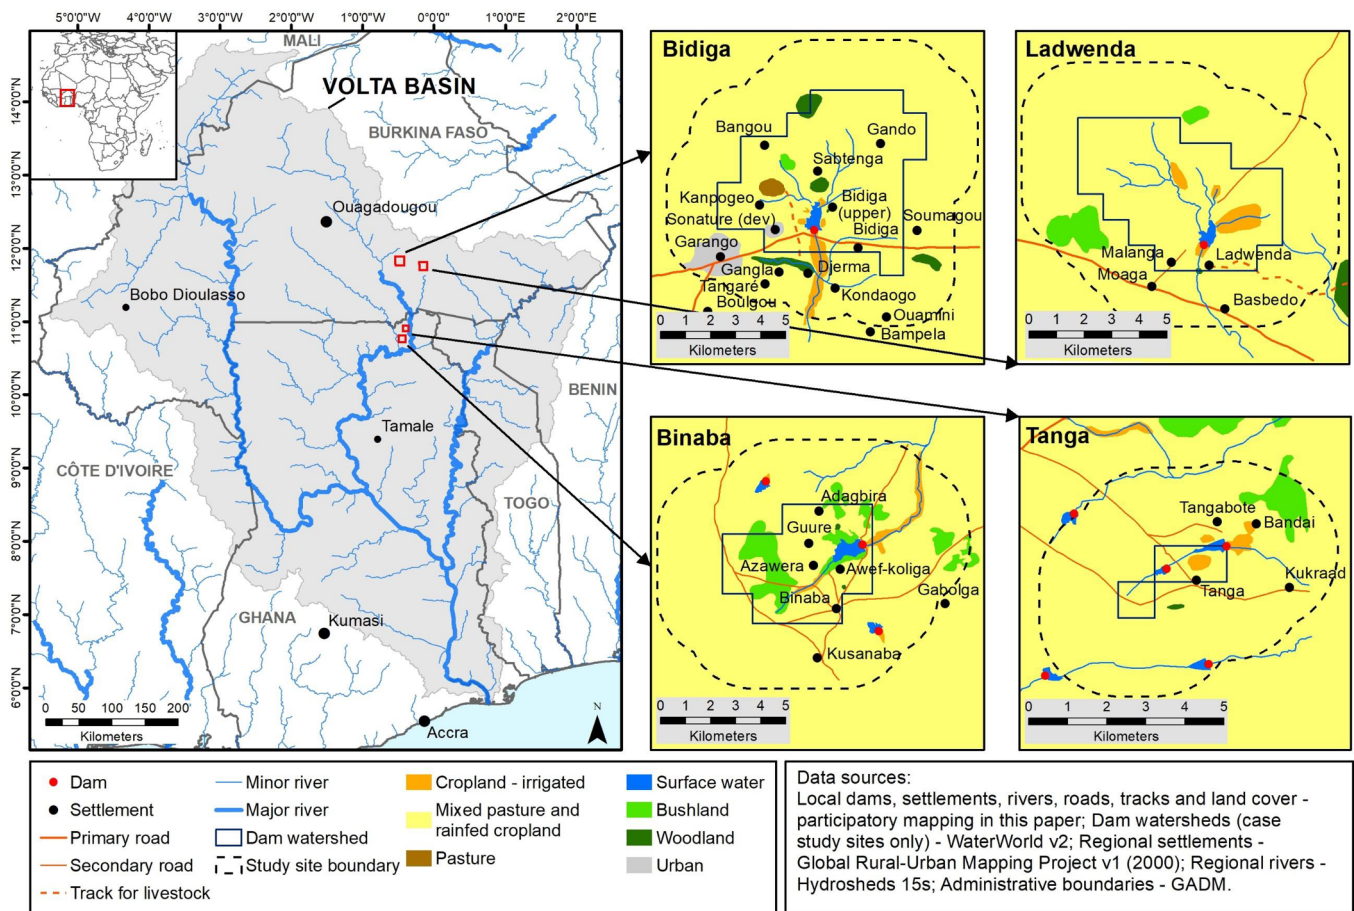 5°0'0"W 4°0'0"W 3°0'0"W 2°0'0"W 1°0'0"W 0°0'0" 1°0'0"E 2°0'0"E
14°0'0"N
13°0'0"N
12°0'0"N
11°0'0"N
10°0'0"N
9°0'0"N
8°0'0"N
7°0'0"N
6°0'0"N
MALI
VOLTA BASIN
BURKINA FASO
Ouagadougou
Bobo Dioulasso
BENIN
Tamale
CÔTE D'IVOIRE
TOGO
GHANA
Kumasi
Accra
N
0 50 100 150 200
Kilometers
Bidiga
Bangou
Gando
Sabtenga
Kanpogeo
Bidiga
(upper)
Sonature (dev)
Soumagou
Bidiga
Garango
Gangla
Djerma
Tangaré
Kondaogo
Boulgou
Ouamini
Bampela
0 1 2 3 4 5
Kilometers
Ladwenda
Malanga
Ladwenda
Moaga
Basbedo
0 1 2 3 4 5
Kilometers
Binaba
Adagbira
Guure
Azawera
Awef-koliga
Binaba
Gabolga
Kusanaba
0 1 2 3 4 5
Kilometers
Tanga
Tangabote
Bandai
Kukraad
Tanga
0 1 2 3 4 5
Kilometers
Dam
Settlement
Primary road
Secondary road
Track for livestock
Minor river
Major river
Dam watershed
Study site boundary
Cropland - irrigated
Mixed pasture and
rainfed cropland
Pasture
Surface water
Bushland
Woodland
Urban
Data sources:
Local dams, settlements, rivers, roads, tracks and land cover -
participatory mapping in this paper; Dam watersheds (case
study sites only) - WaterWorld v2; Regional settlements -
Global Rural-Urban Mapping Project v1 (2000); Regional rivers -
Hydrosheds 15s; Administrative boundaries - GADM.